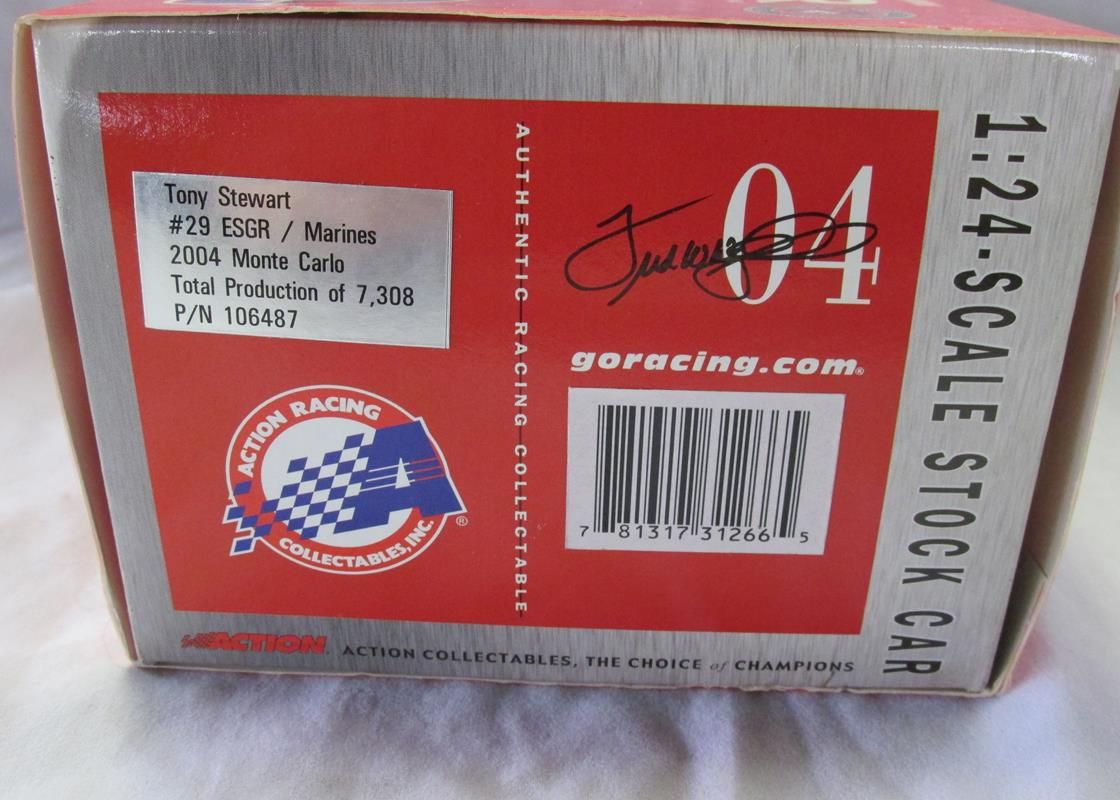 Tony Stewart
#29 ESGR / Marines
2004 Monte Carlo
Total Production of 7,308
P/N 106487
ACTION RACING
COLLECTABLES, INC.
®
AUTHENTIC RACING COLLECTABLE
04
goracing.com®
7 81317 31266 5
1:24-SCALE STOCK CAR
ACTION
ACTION COLLECTABLES, THE CHOICE of CHAMPIONS